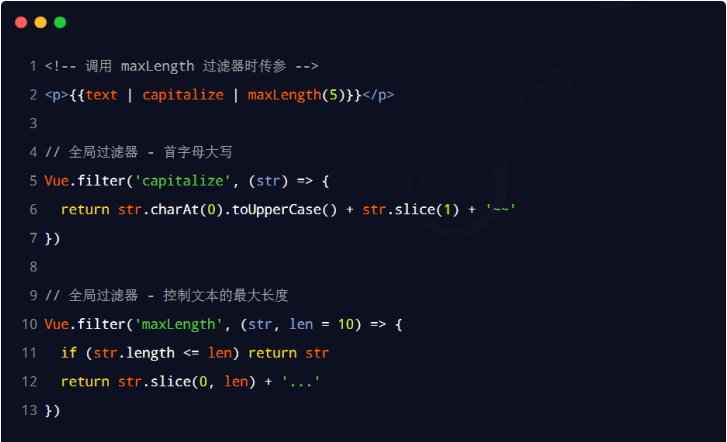 1 <!-- 调用 maxLength 过滤器时传参 -->
2 <p>{{text | capitalize | maxLength(5)}}</p>
3
4 // 全局过滤器 - 首字母大写
5 Vue.filter('capitalize', (str) => {
6   return str.charAt(0).toUpperCase() + str.slice(1) + '~~'
7 })
8
9 // 全局过滤器 - 控制文本的最大长度
10 Vue.filter('maxLength', (str, len = 10) => {
11   if (str.length <= len) return str
12   return str.slice(0, len) + '...'
13 })